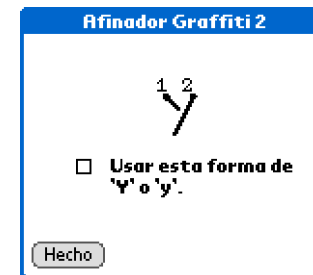 Afinador Graffiti 2
1 2
Usar esta forma de
'Y' o 'y'.
Hecho